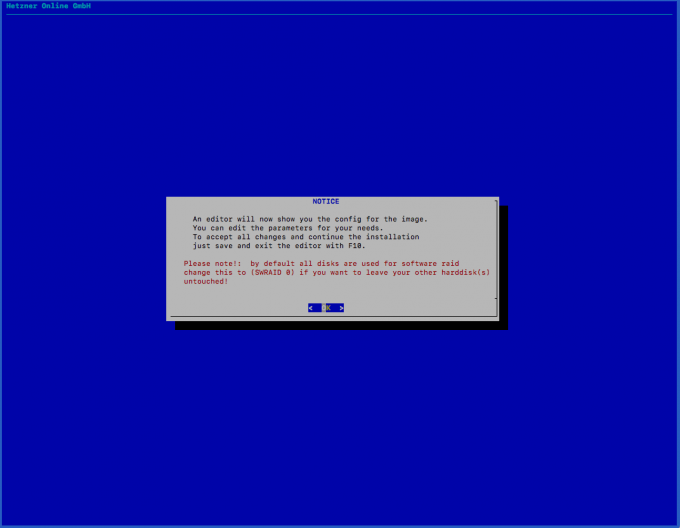 Hetzner Online GmbH
NOTICE
An editor will now show you the config for the image.
You can edit the parameters for your needs.
To accept all changes and continue the installation
just save and exit the editor with F10.
Please note!: by default all disks are used for software raid
change this to (SWRAID 0) if you want to leave your other harddisk(s)
untouched!
< OK >